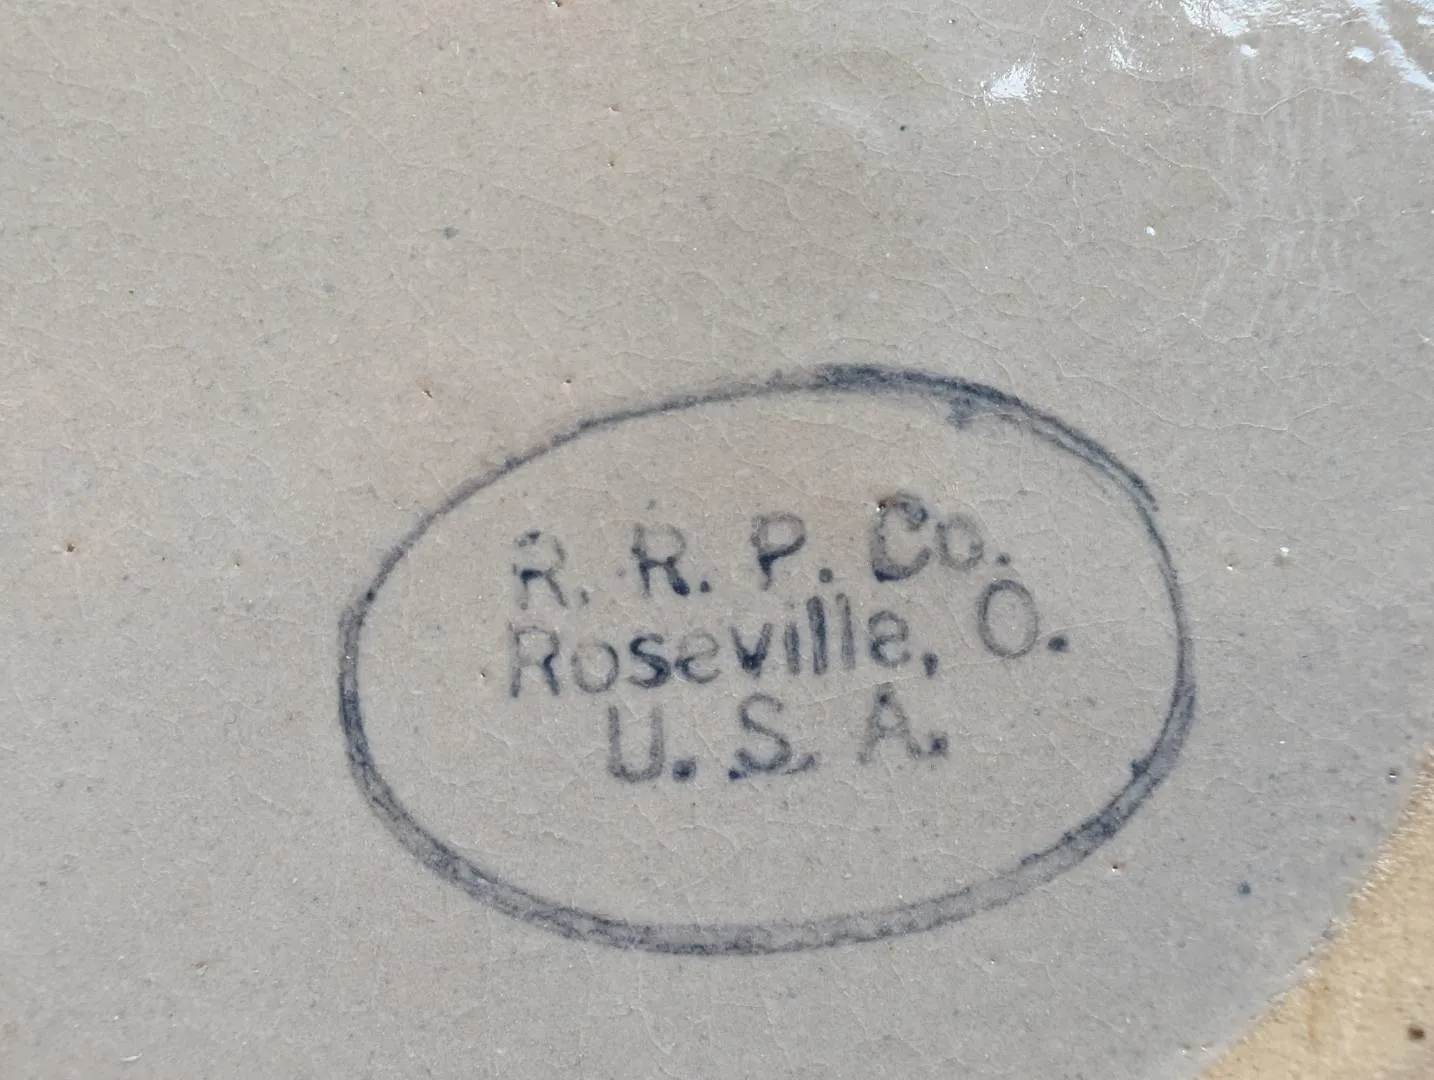 R. R. P. Co.
Roseville, O.
U. S. A.